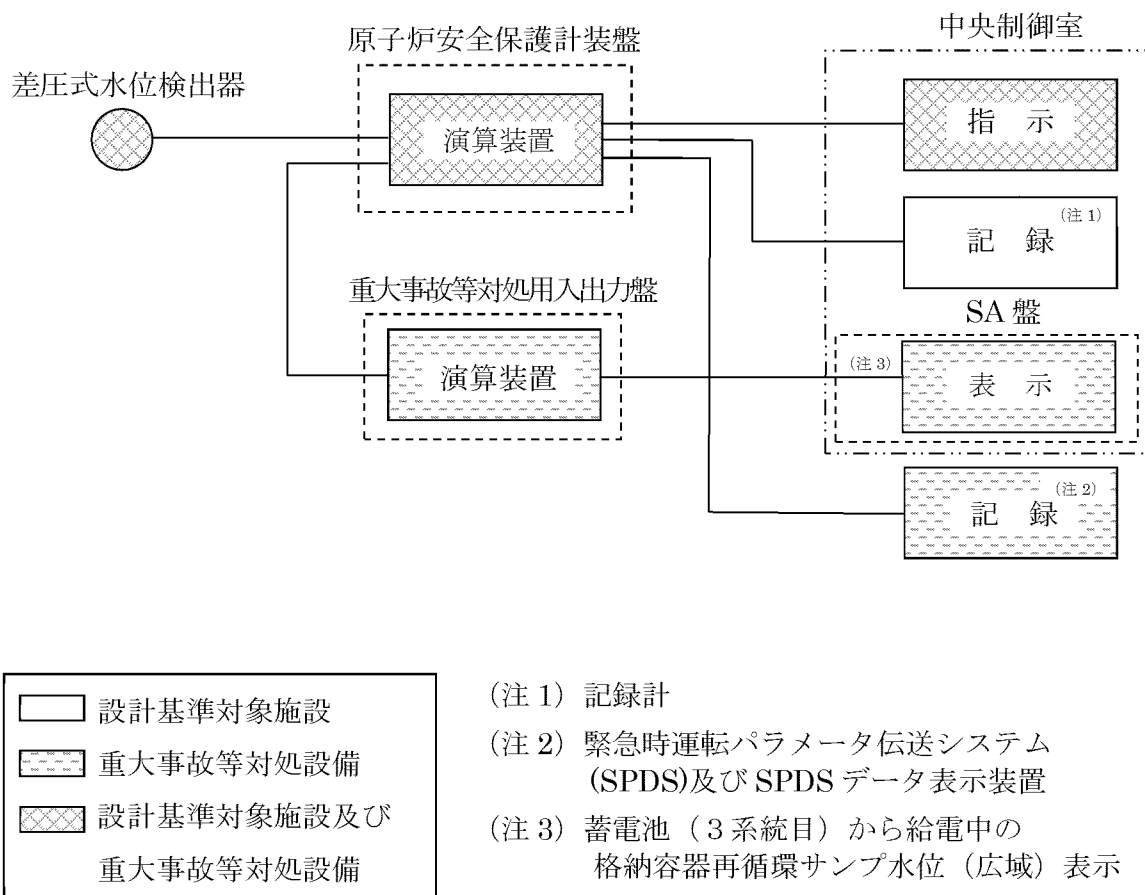 中央制御室
原子炉安全保護計装盤
差圧式水位検出器
演算装置
指 示
記 録 (注1)
重大事故等対処用入出力盤
SA 盤
演算装置
(注3)
表 示
記 録 (注2)
設計基準対象施設
重大事故等対処設備
設計基準対象施設及び
重大事故等対処設備
(注 1) 記録計
(注 2) 緊急時運転パラメータ伝送システム
(SPDS)及び SPDS データ表示装置
(注 3) 蓄電池(3系統目)から給電中の
格納容器再循環サンプ水位(広域)表示